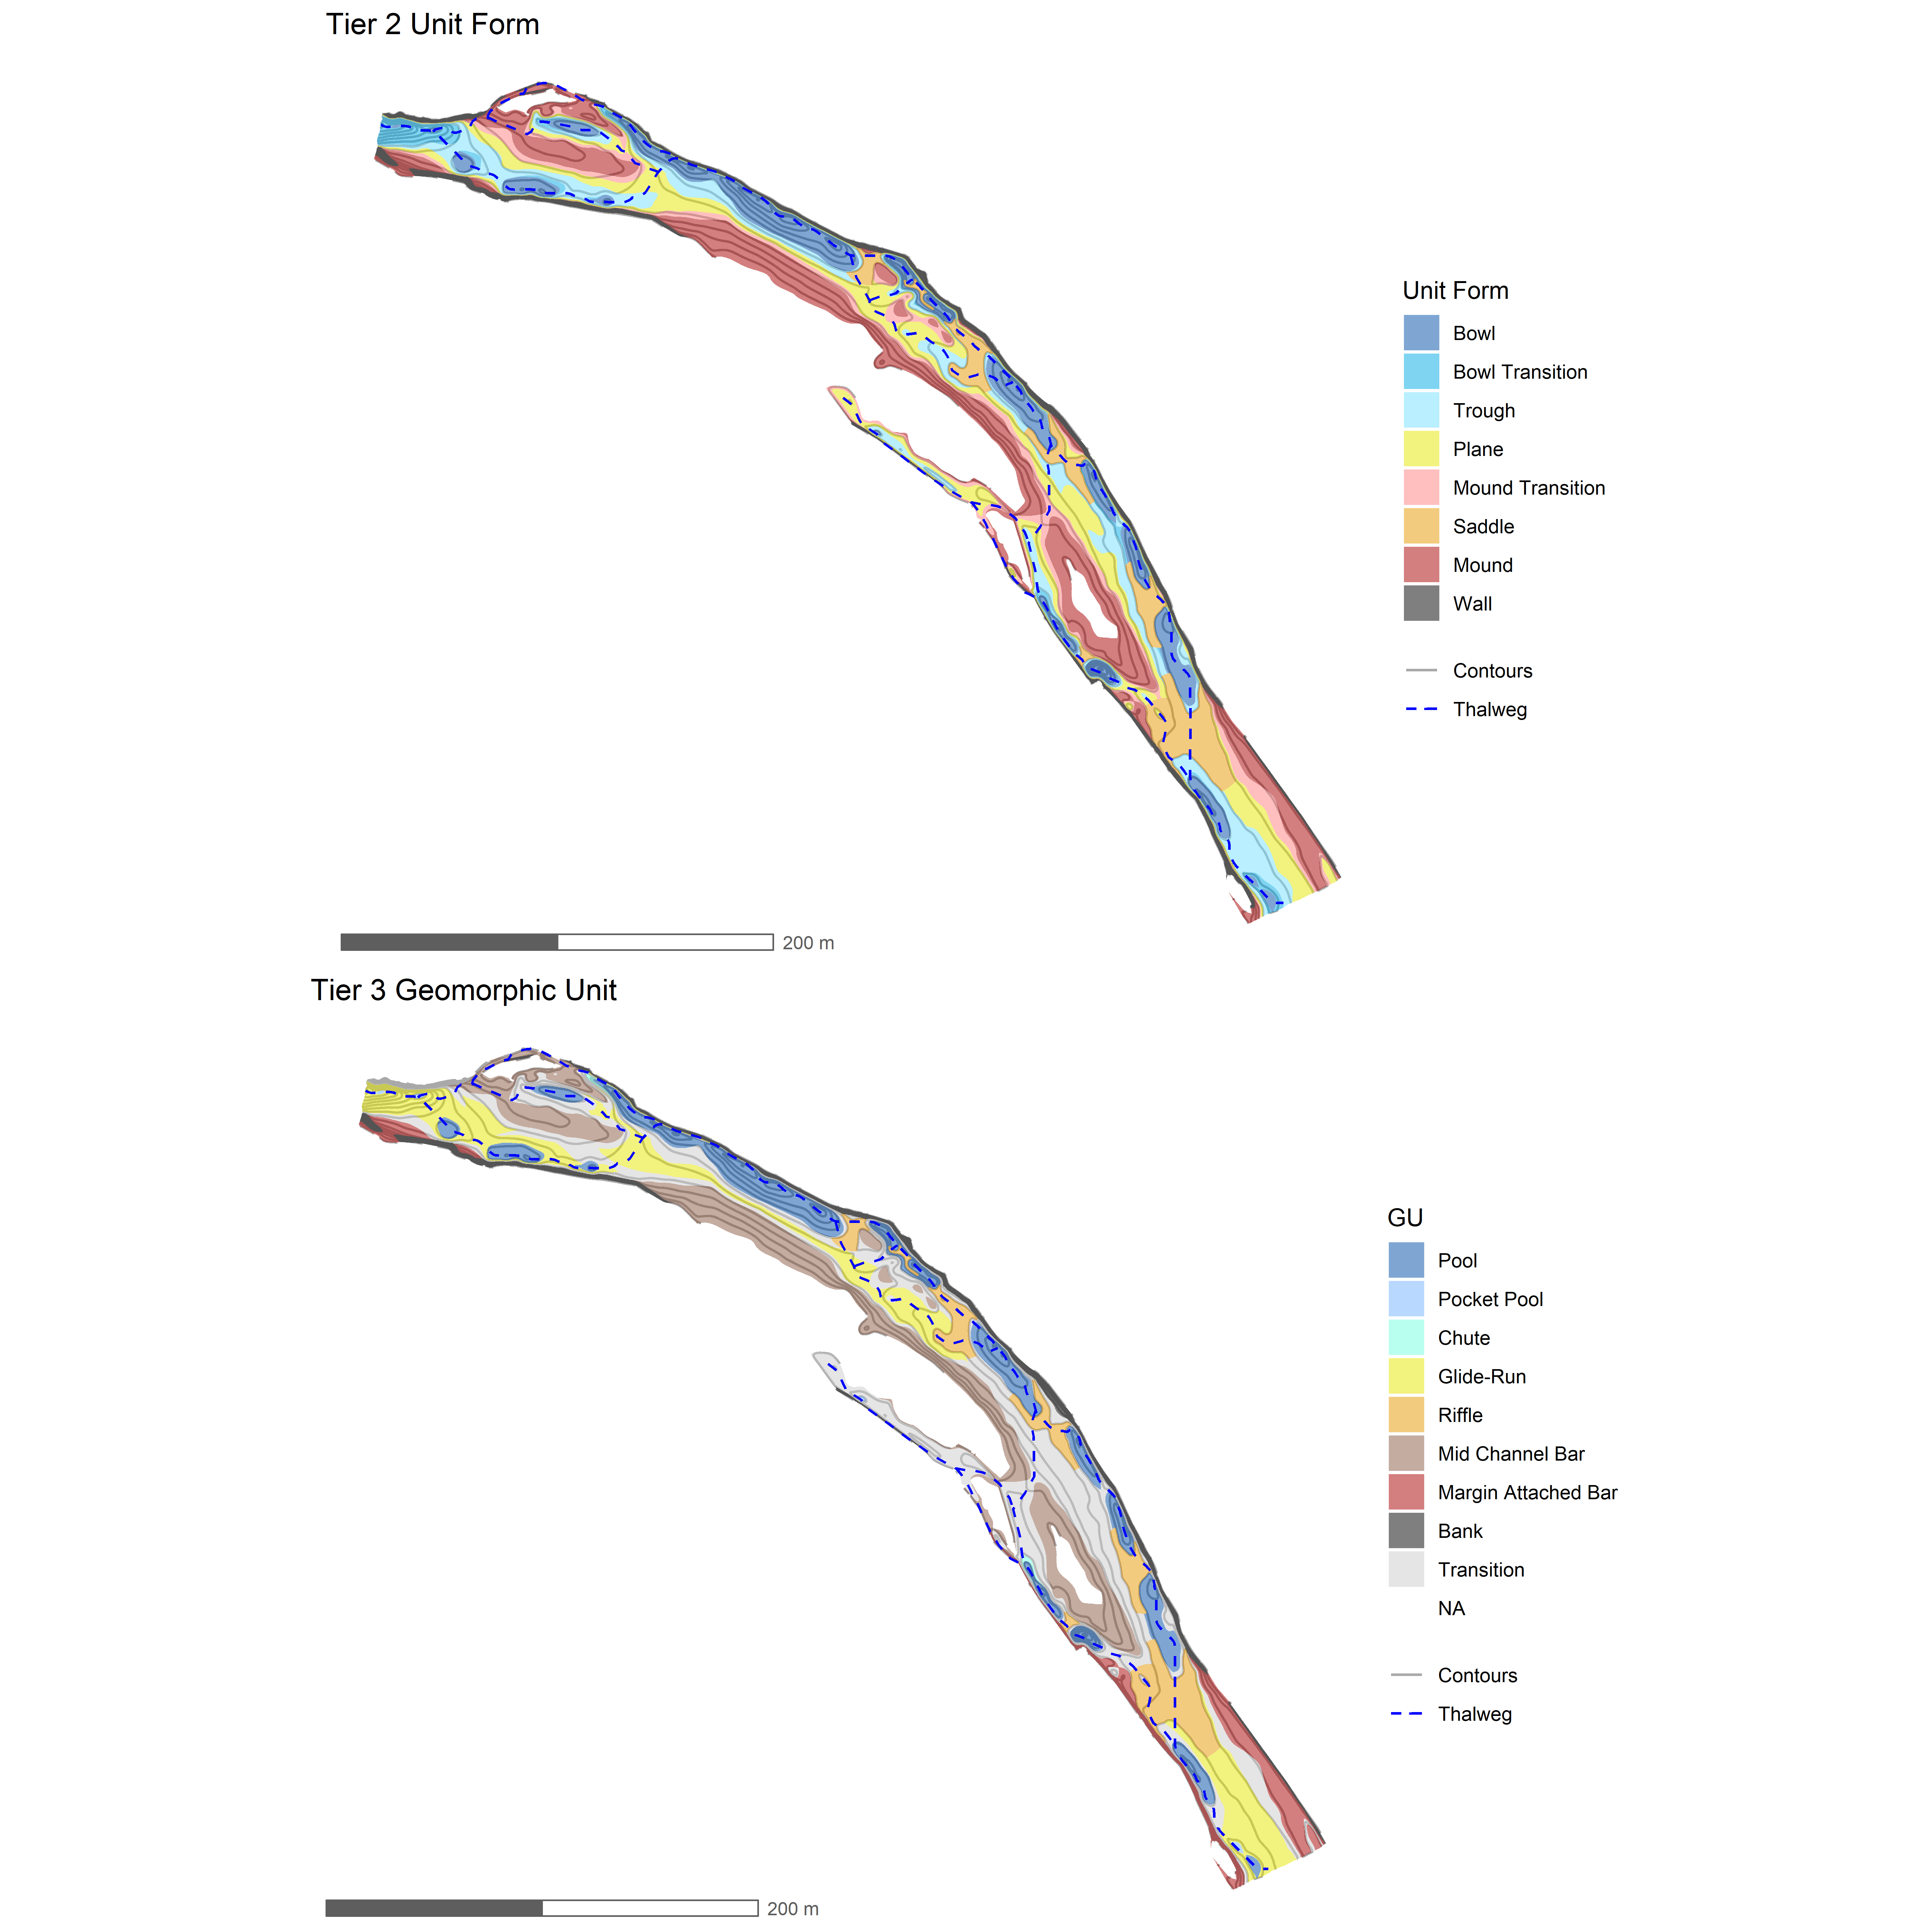 Tier 2 Unit Form
Unit Form
Bowl
Bowl Transition
Trough
Plane
Mound Transition
Saddle
Mound
Wall
Contours
Thalweg
200 m
Tier 3 Geomorphic Unit
GU
Pool
Pocket Pool
Chute
Glide-Run
Riffle
Mid Channel Bar
Margin Attached Bar
Bank
Transition
NA
Contours
Thalweg
200 m